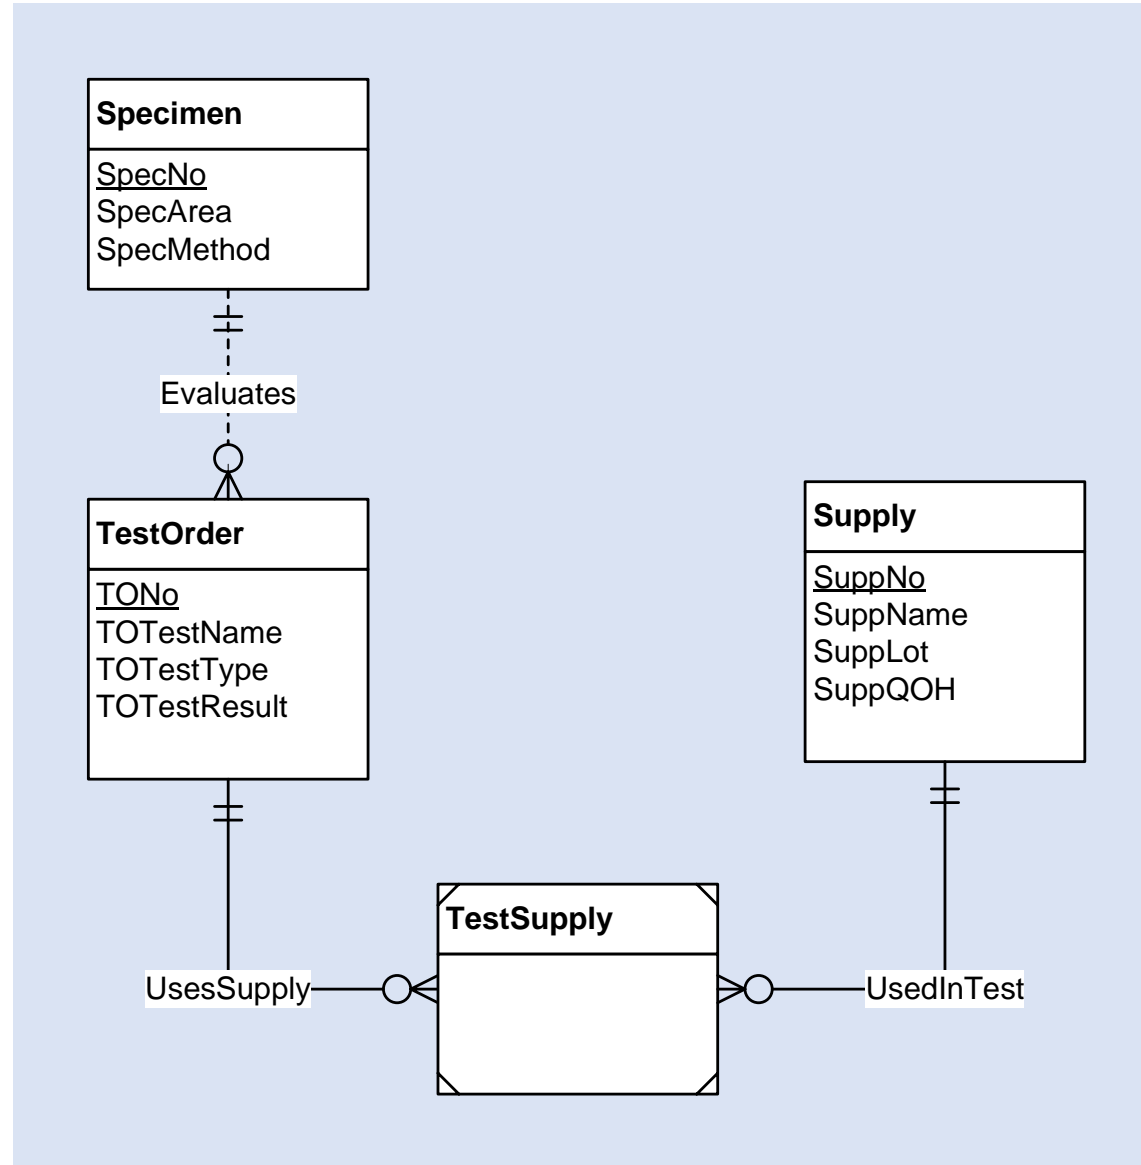 Specimen
SpecNo
SpecArea
SpecMethod
Evaluates
TestOrder
TONo
TOTestName
TOTestType
TOTestResult
Supply
SuppNo
SuppName
SuppLot
SuppQOH
TestSupply
UsesSupply
UsedInTest